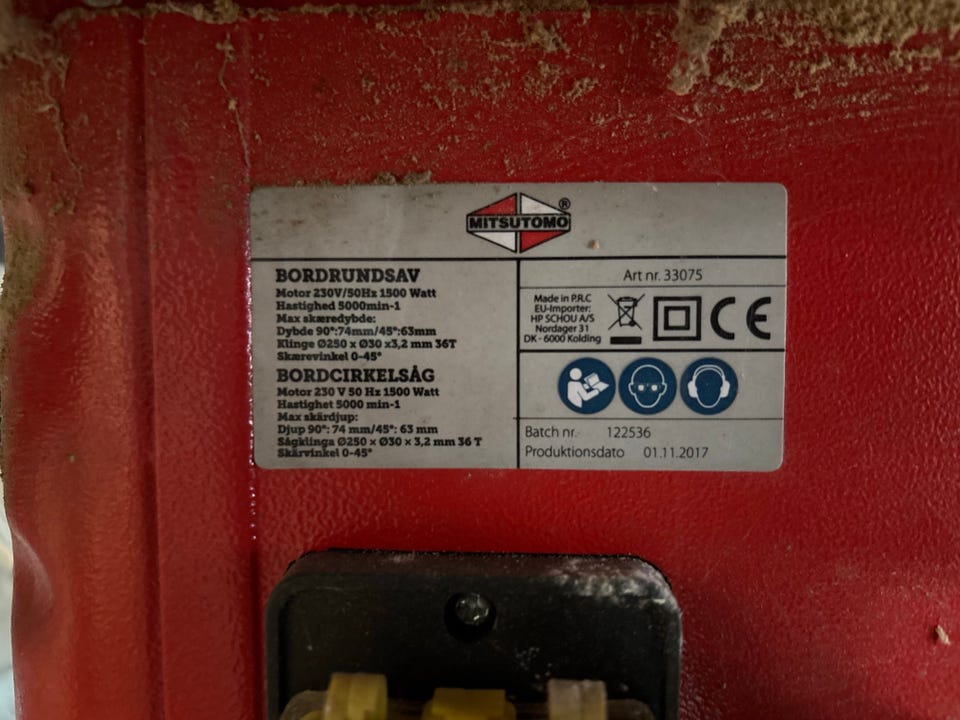 MITSUTOMO®
BORDRUNDSAV
Motor 230V/50Hz 1500 Watt
Hastighed 5000min-1
Max skæredybde:
Dybde 90°:74mm/45°:63mm
Klinge Ø250 x Ø30 x3,2 mm 36T
Skærevinkel 0-45°
BORDCIRKELSÅG
Motor 230 V 50 Hz 1500 Watt
Hastighet 5000 min-1
Max skärdjup:
Djup 90°: 74 mm/45°: 63 mm
Sågklinga Ø250 × Ø30 × 3,2 mm 36 T
Skärvinkel 0-45°
Art nr. 33075
Made in P.R.C
EU-Importer:
HP SCHOU A/S
Nordager 31
DK - 6000 Kolding
CE
Batch nr. 122536
Produktionsdato 01.11.2017